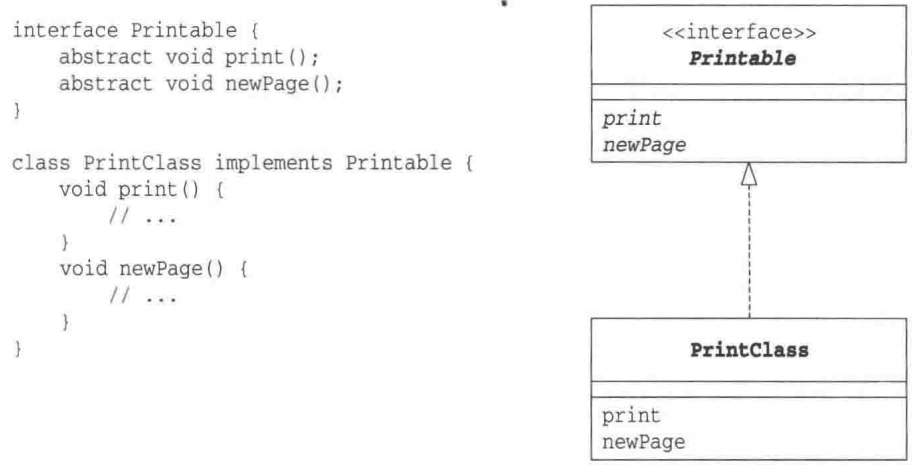 interface Printable {
    abstract void print();
    abstract void newPage();
}

class PrintClass implements Printable {
    void print() {
        // ...
    }
    void newPage() {
        // ...
    }
}
<<interface>>
Printable
print
newPage
PrintClass
print
newPage